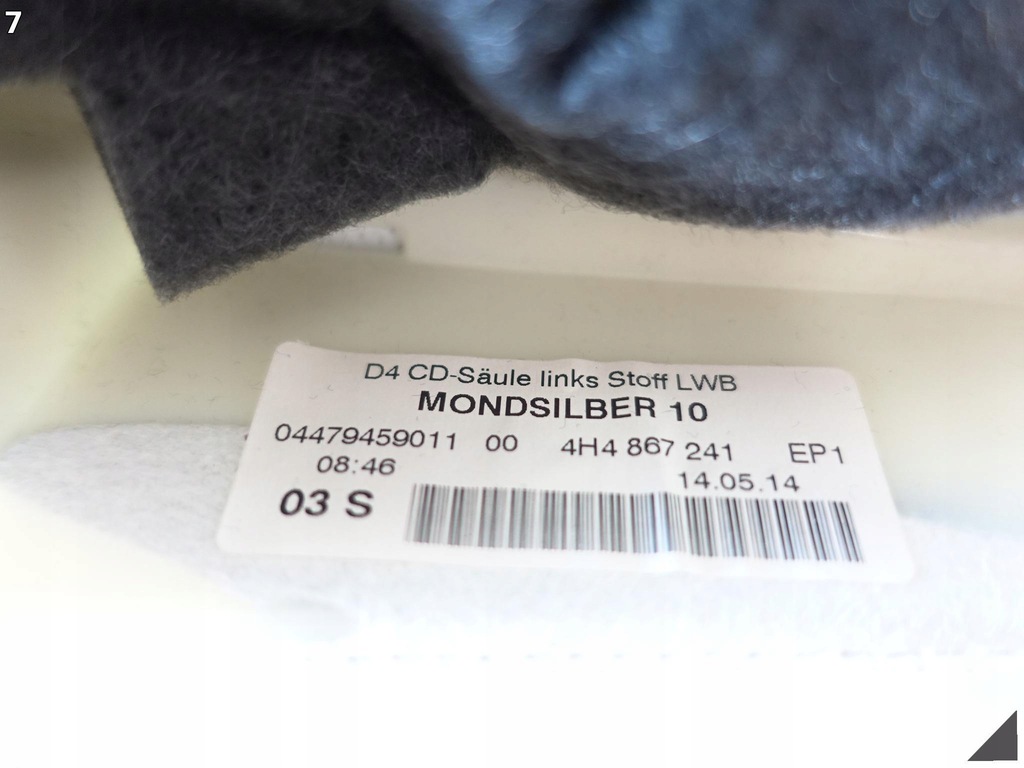 7
D4 CD-Säule links Stoff LWB
MONDSILBER 10
04479459011 00 4H4 867 241 EP1
08:46 14.05.14
03 S